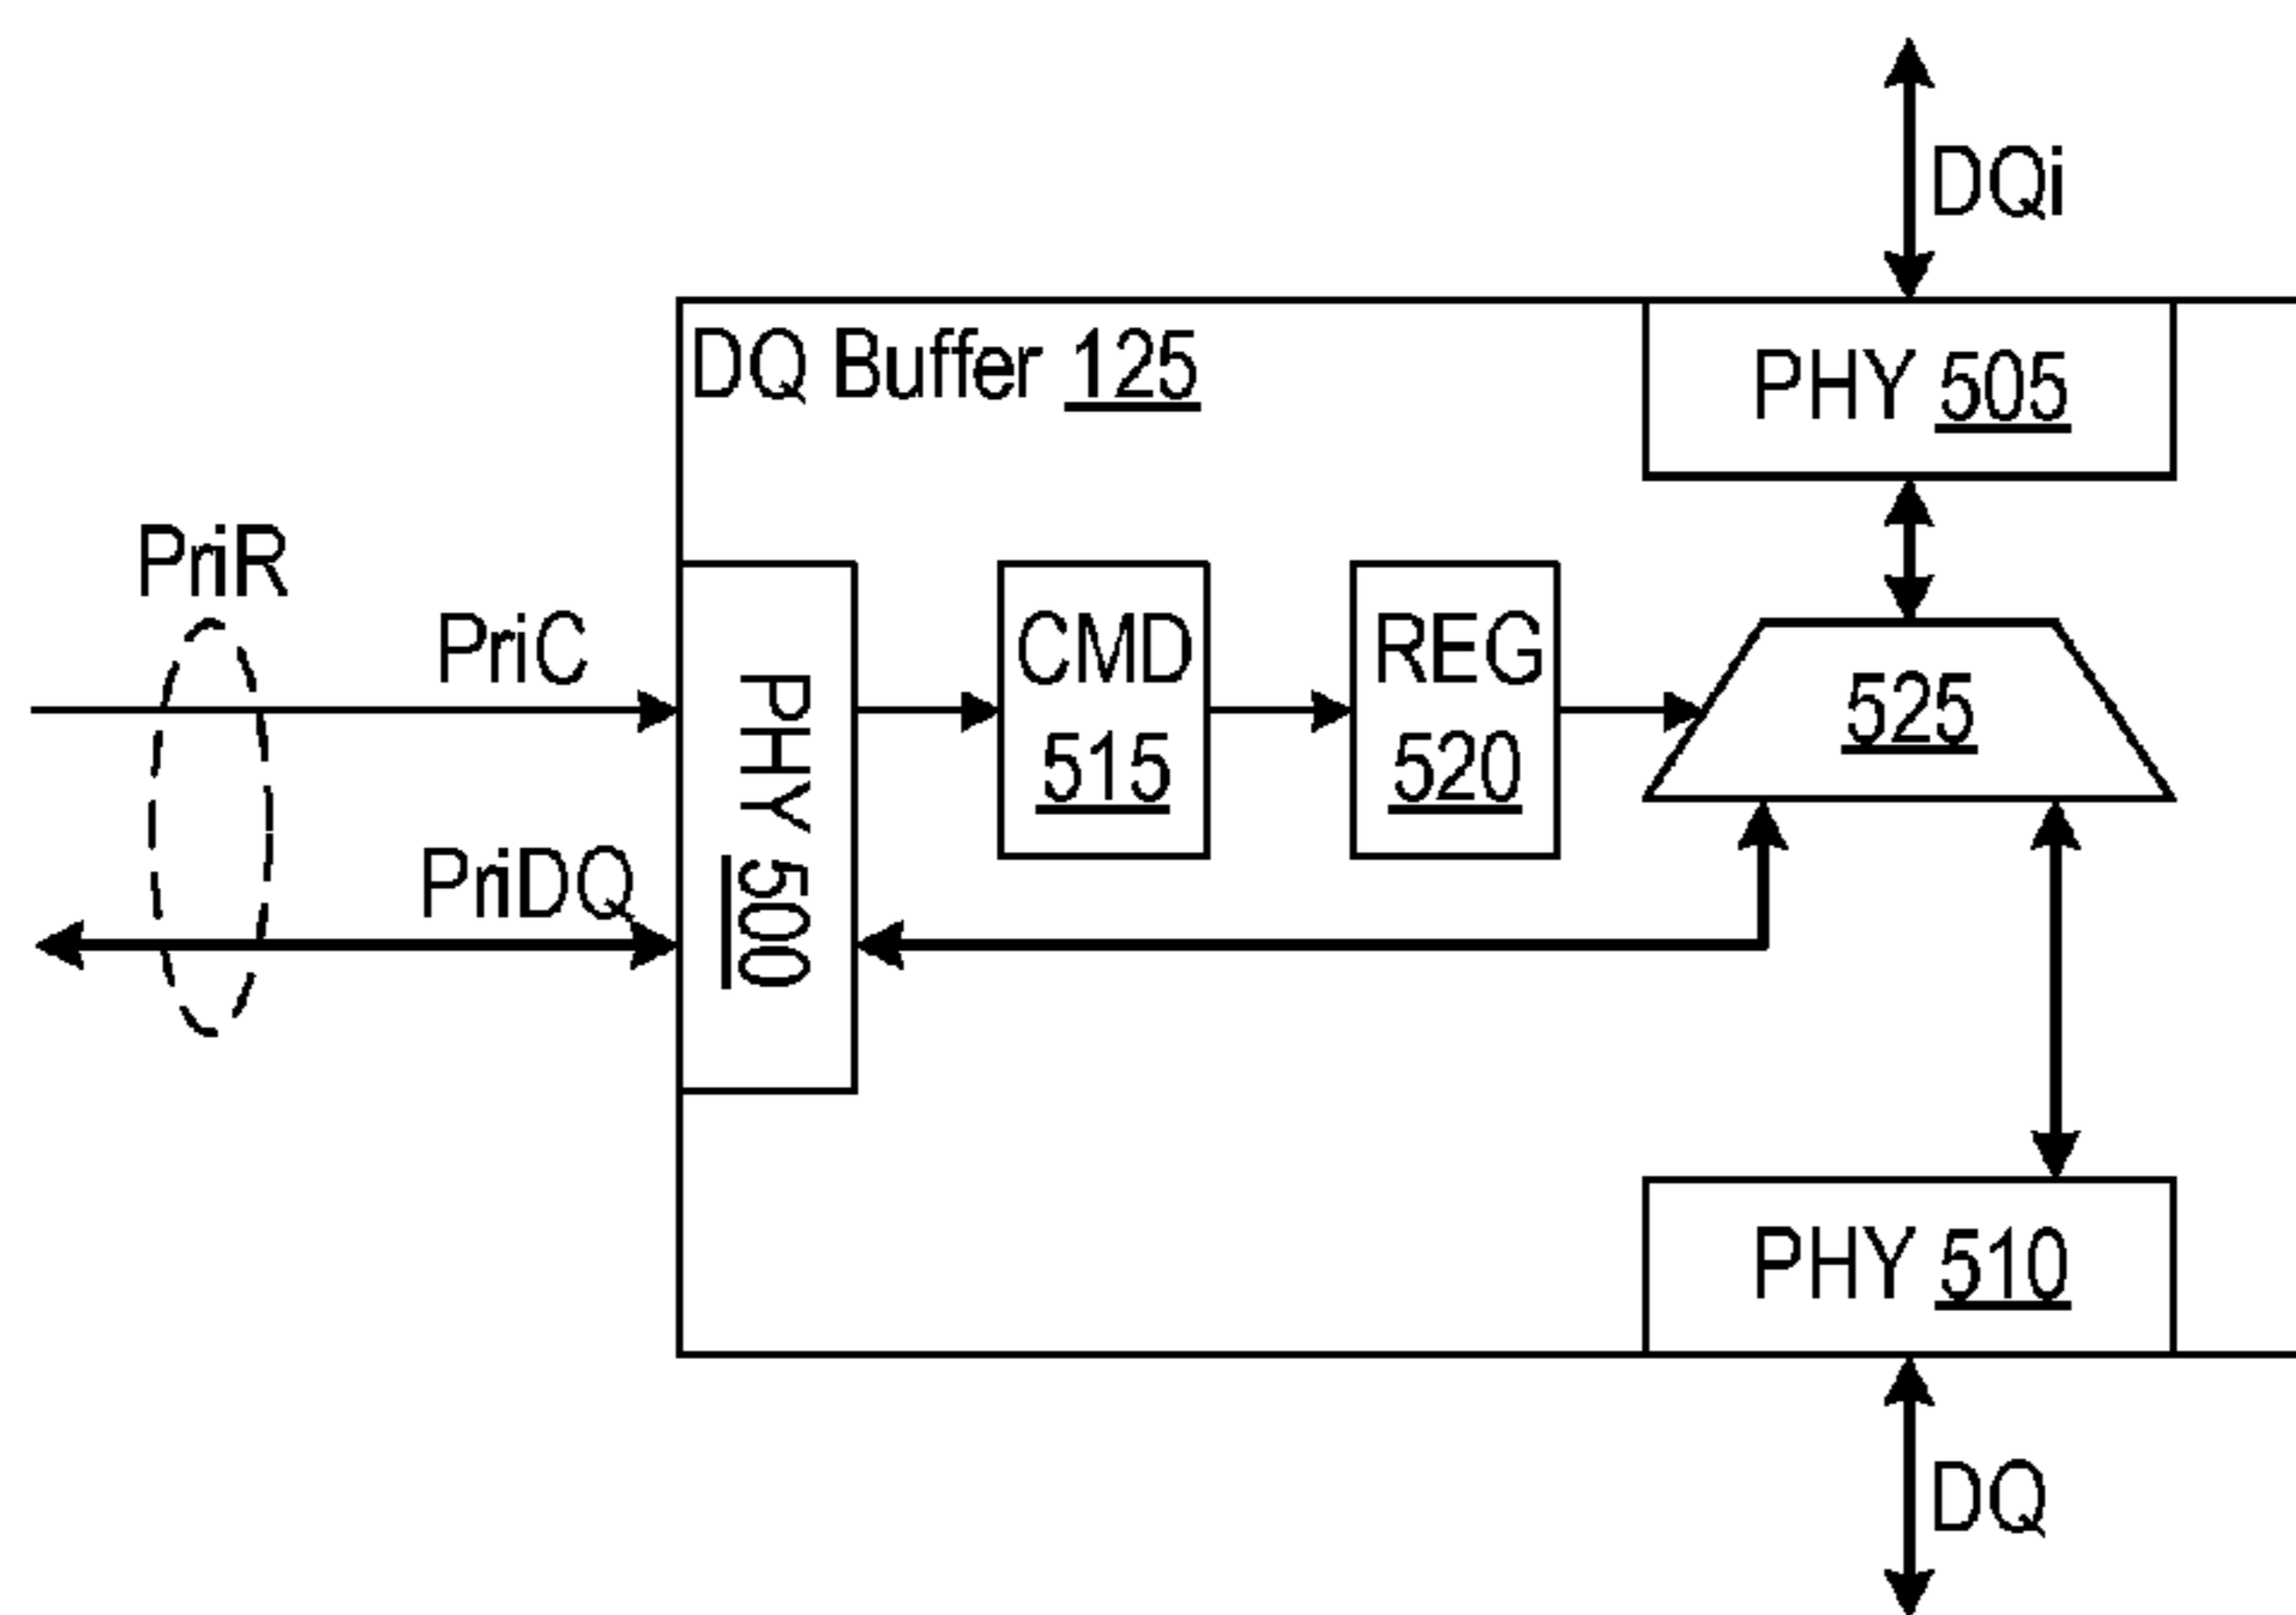 DQi
DQ Buffer 125
PHY 505
PriR
PriC
CMD
515
REG
520
525
PHY 500
PriDQ
PHY 510
DQ